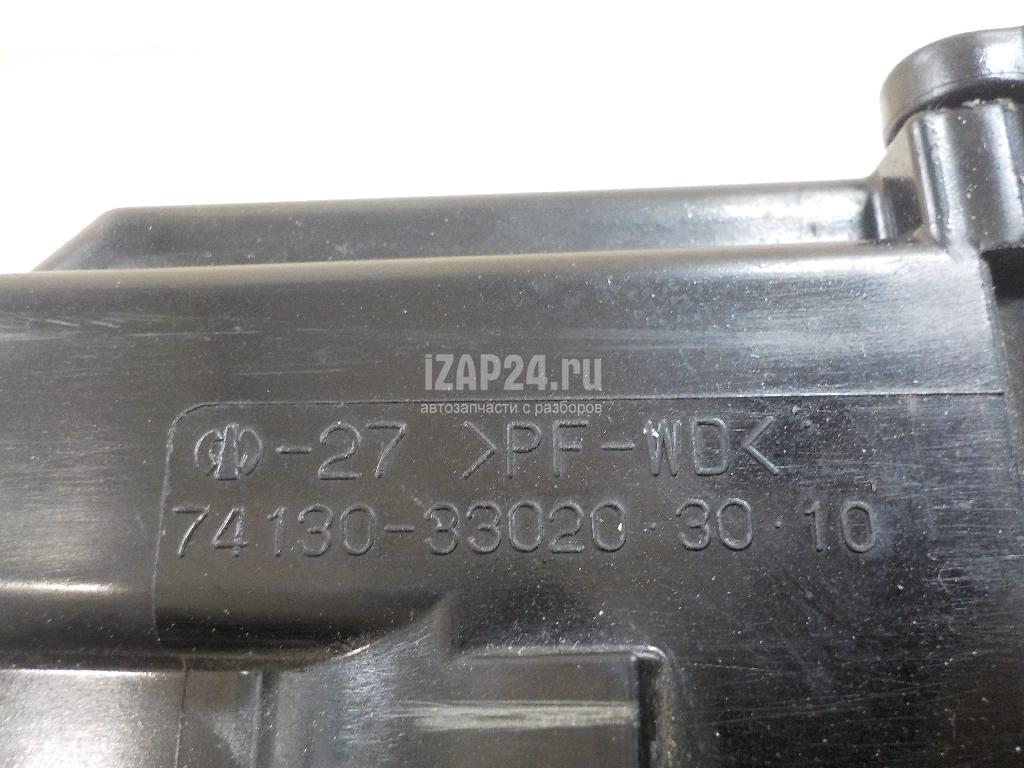 iZAP24.ru
автозапчасти с разборов
-27 >PF-WD<
74130-33020·30·10